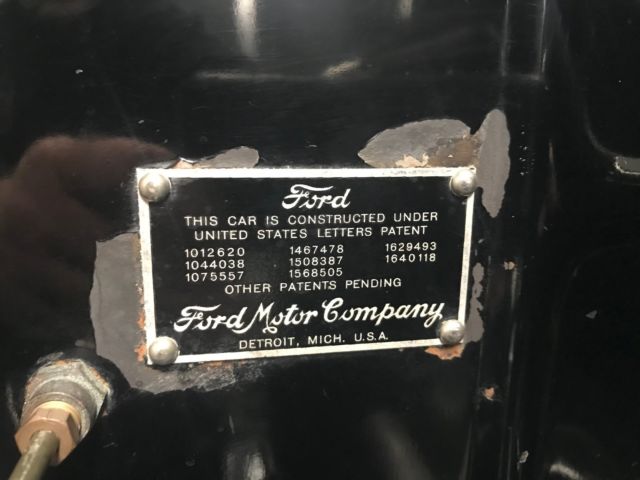 Ford
THIS CAR IS CONSTRUCTED UNDER
UNITED STATES LETTERS PATENT
1012620 1467478 1629493
1044038 1508387 1640118
1075557 1568505
OTHER PATENTS PENDING
Ford Motor Company
DETROIT, MICH. U.S.A.